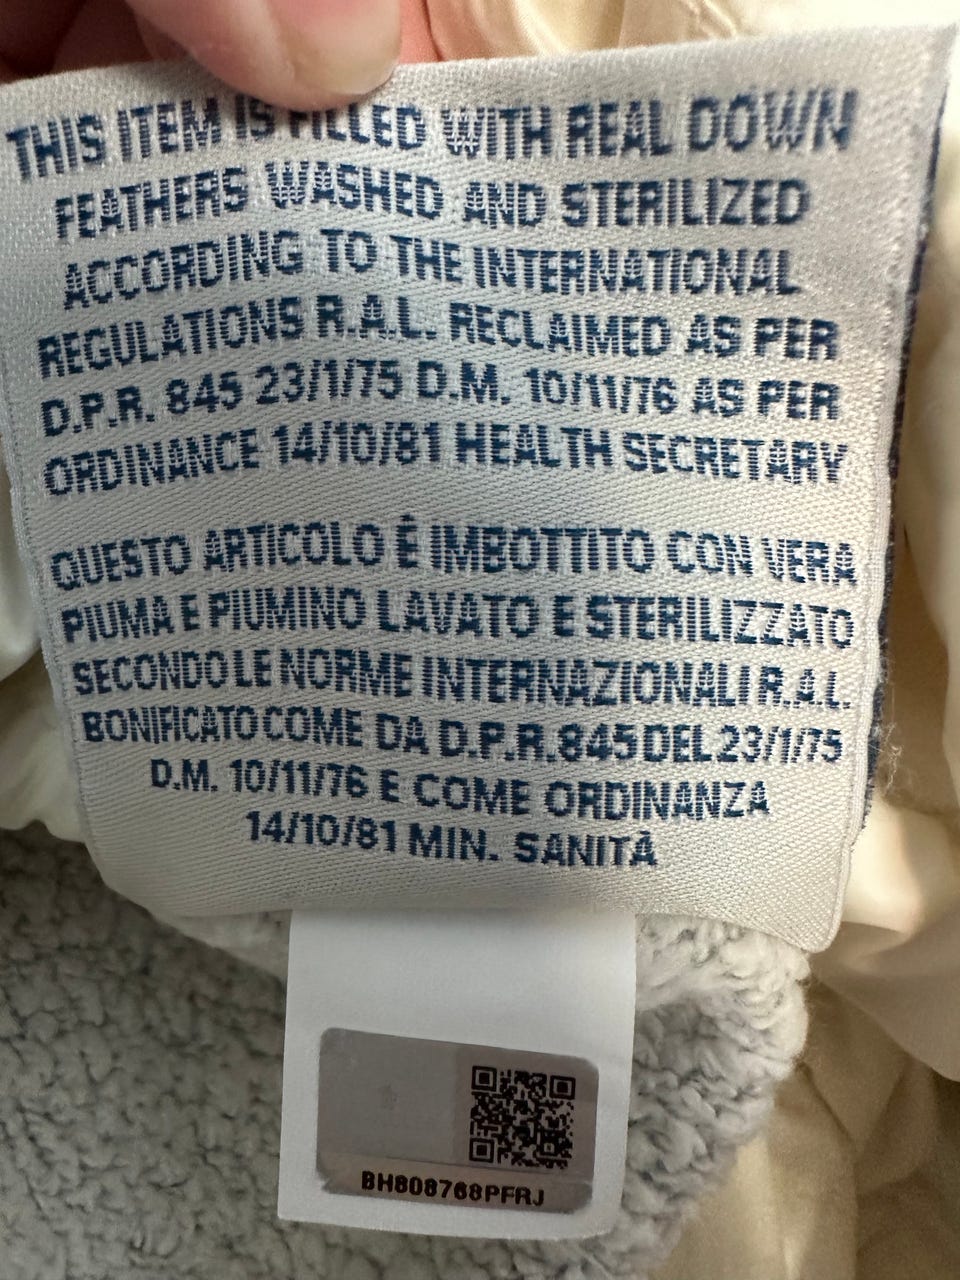 THIS ITEM IS FILLED WITH REAL DOWN
FEATHERS WASHED AND STERILIZED
ACCORDING TO THE INTERNATIONAL
REGULATIONS R.A.L. RECLAIMED AS PER
D.P.R. 845 23/1/75 D.M. 10/11/76 AS PER
ORDINANCE 14/10/81 HEALTH SECRETARY
QUESTO ARTICOLO É IMBOTTITO CON VERA
PIUMA E PIUMINO LAVATO E STERILIZZATO
SECONDO LE NORME INTERNAZIONALI R.A.L.
BONIFICATO COME DA D.P.R. 845 DEL 23/1/75
D.M. 10/11/76 E COME ORDINANZA
14/10/81 MIN. SANITÀ
BH808768PFRJ